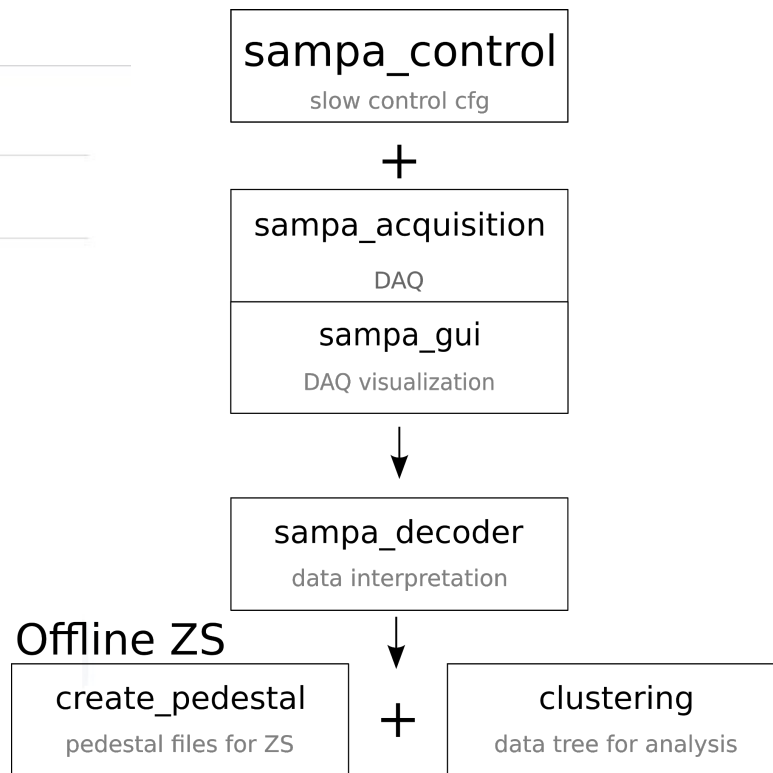 sampa_control
slow control cfg
+
sampa_acquisition
DAQ
sampa_gui
DAQ visualization
sampa_decoder
data interpretation
Offline ZS
create_pedestal
pedestal files for ZS
+
clustering
data tree for analysis